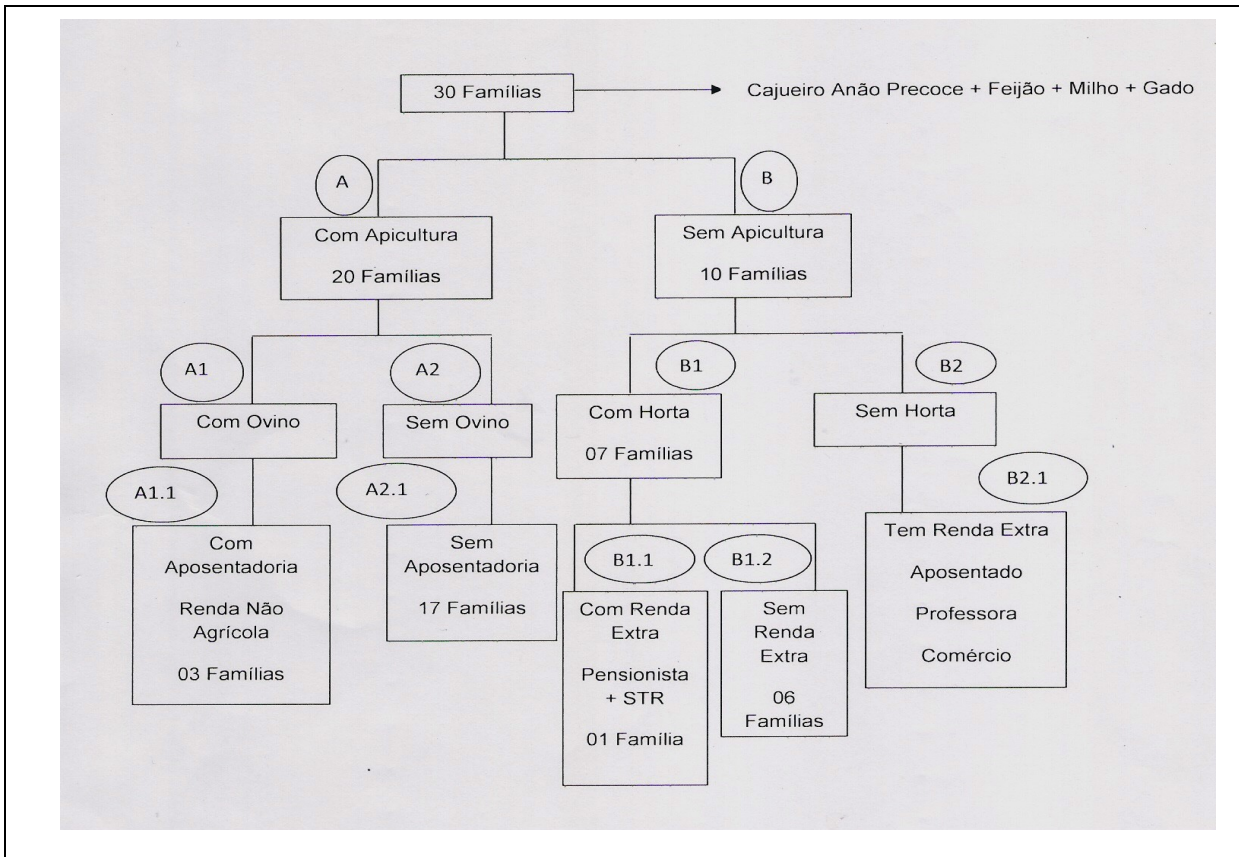 30 Famílias
Cajueiro Anão Precoce + Feijão + Milho + Gado
A
B
Com Apicultura
20 Famílias
Sem Apicultura
10 Famílias
A1
A2
B1
B2
Com Ovino
Sem Ovino
Com Horta
07 Famílias
Sem Horta
A1.1
A2.1
B2.1
Com
Aposentadoria
Renda Não
Agrícola
03 Famílias
Sem
Aposentadoria
17 Famílias
B1.1
B1.2
Com Renda
Extra
Pensionista
+ STR
01 Família
Sem
Renda
Extra
06
Famílias
Tem Renda Extra
Aposentado
Professora
Comércio